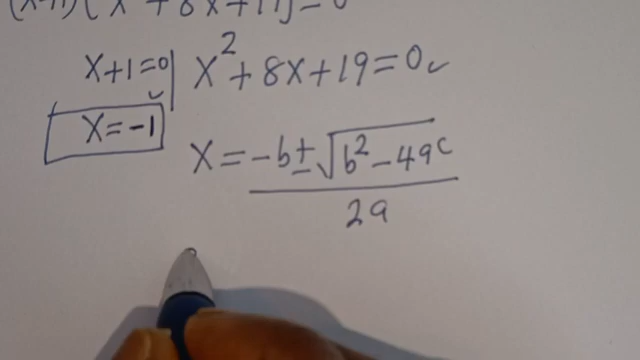 x+1=0 | x²+8x+19=0
x=-1
x = (-b±√(b²-4ac))/2a